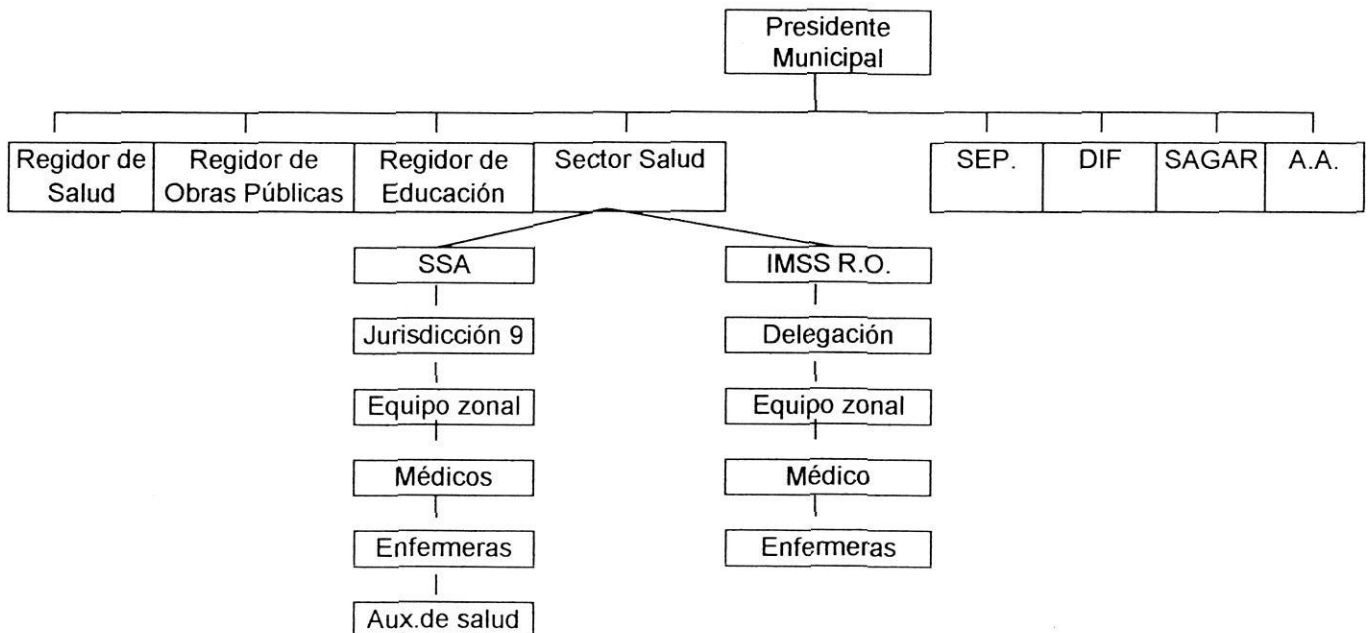 Presidente
Municipal
Regidor de
Salud
Regidor de
Obras Públicas
Regidor de
Educación
Sector Salud
SEP.
DIF
SAGAR
A.A.
SSA
IMSS R.O.
Jurisdicción 9
Delegación
Equipo zonal
Equipo zonal
Médicos
Médico
Enfermeras
Enfermeras
Aux.de salud